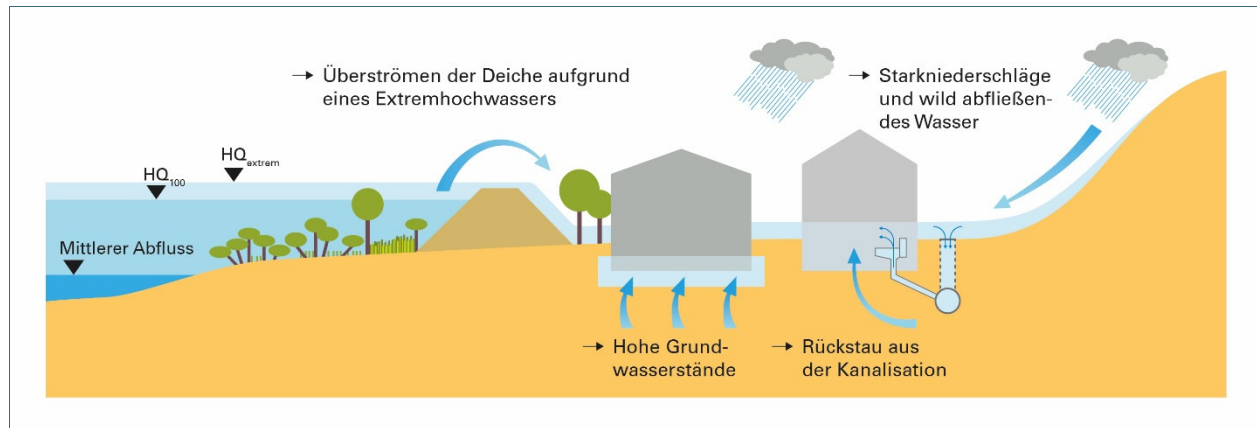 → Überströmen der Deiche aufgrund
eines Extremhochwassers
→ Starkniederschläge
und wild abfließen-
des Wasser
HQextrem
HQ100
Mittlerer Abfluss
→ Hohe Grund-
wasserstände
→ Rückstau aus
der Kanalisation